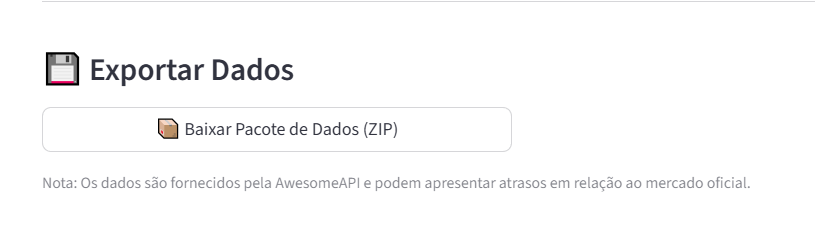 Exportar Dados
Baixar Pacote de Dados (ZIP)
Nota: Os dados são fornecidos pela AwesomeAPI e podem apresentar atrasos em relação ao mercado oficial.